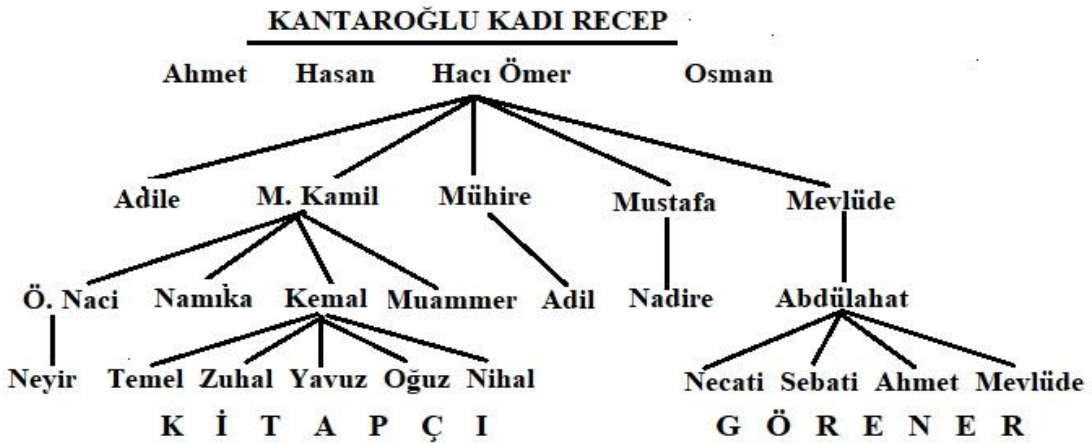 KANTAROĞLU KADI RECEP
Ahmet Hasan Hacı Ömer Osman
Adile M. Kamil Mühire Mustafa Mevlüde
Ö. Naci Namıka Kemal Muammer Adil Nadire Abdülahat
Neyir Temel Zuhal Yavuz Oğuz Nihal Necati Sebati Ahmet Mevlüde
K İ T A P Ç I G Ö R E N E R